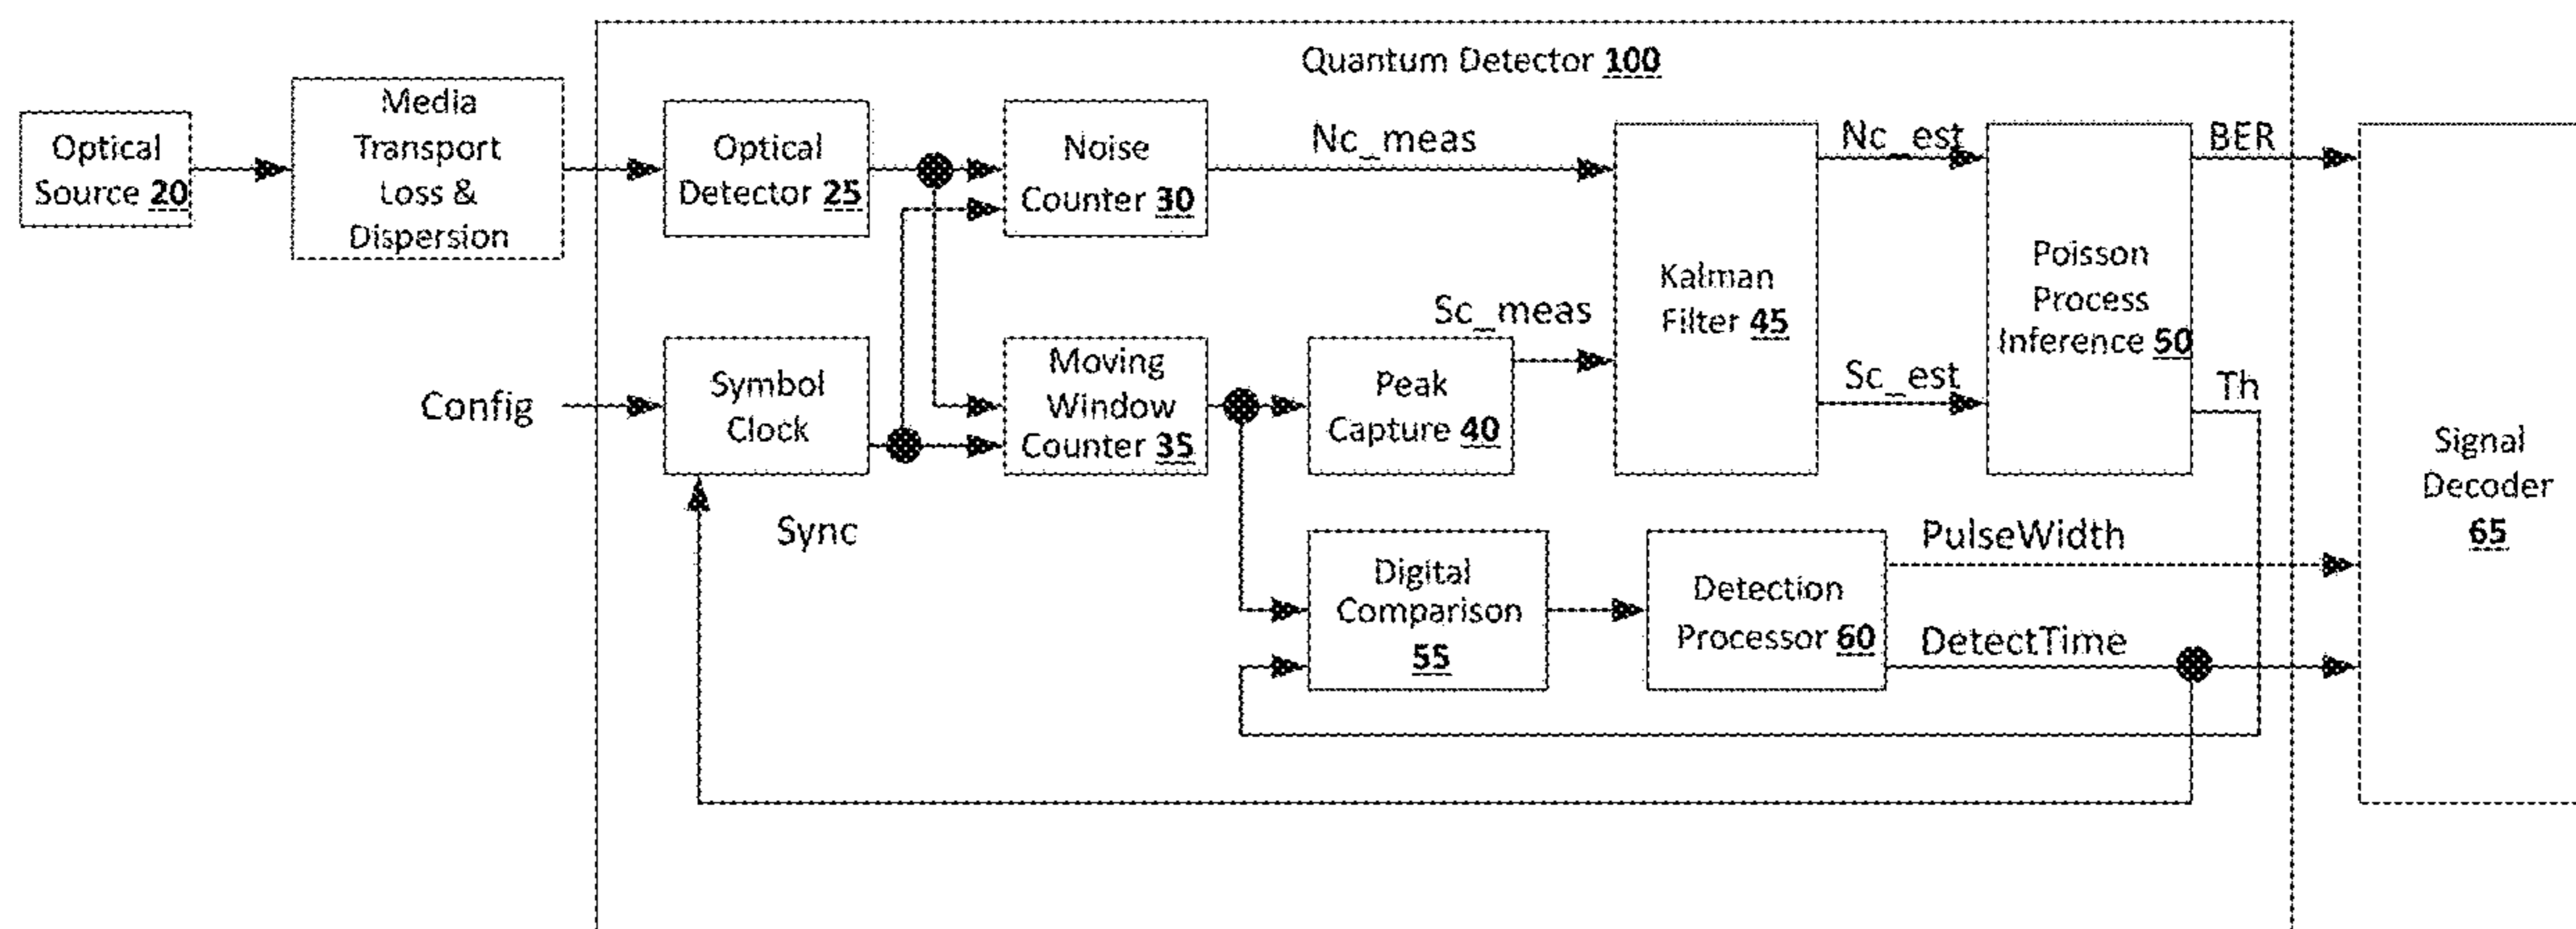 Quantum Detector 100
Optical
Source 20
Media
Transport
Loss &
Dispersion
Optical
Detector 25
Noise
Counter 30
Nc_meas
Kalman
Filter 45
Nc_est
Poisson
Process
Inference 50
BER
Config
Symbol
Clock
Moving
Window
Counter 35
Peak
Capture 40
Sc_meas
Sc_est
Th
Signal
Decoder
65
Sync
Digital
Comparison
55
Detection
Processor 60
PulseWidth
DetectTime